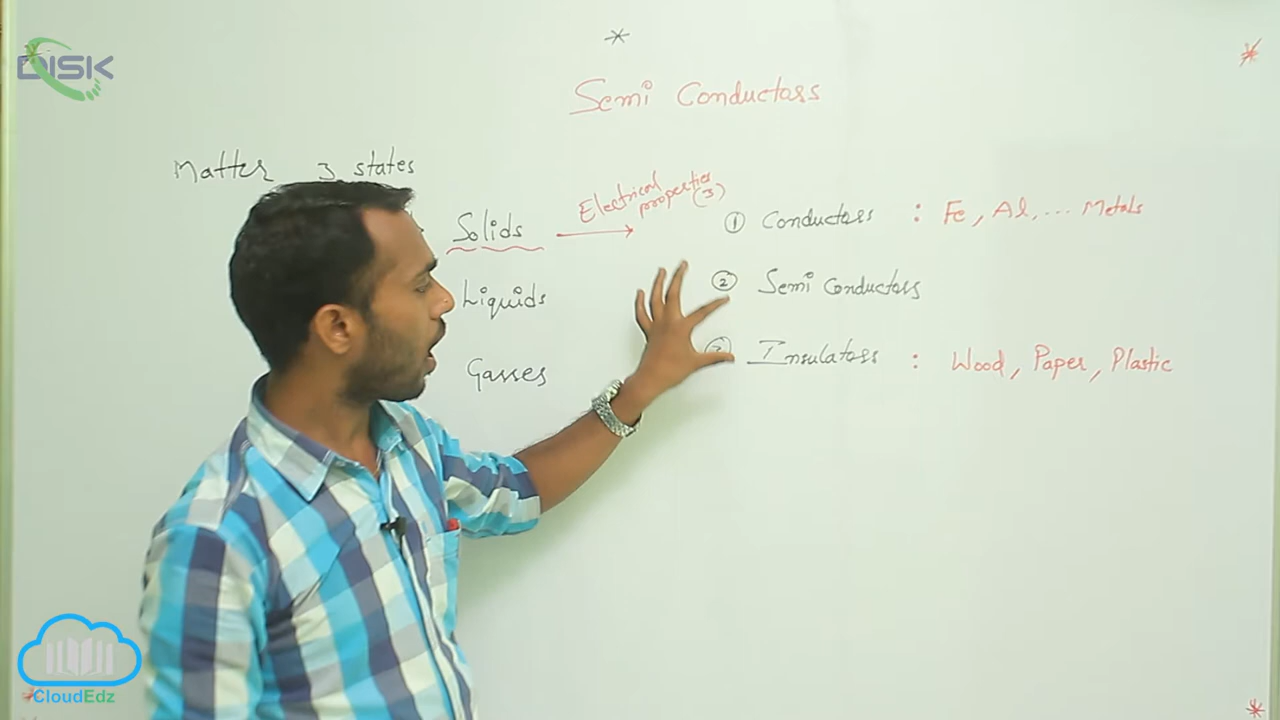 DISK
*
Semi Conductors
Matter 3 states
Solids
Electrical properties (3)
① Conductors : Fe, Al, ... Metals
Liquids
② Semi Conductors
Gasses
Insulators : Wood, Paper, Plastic
CloudEdz